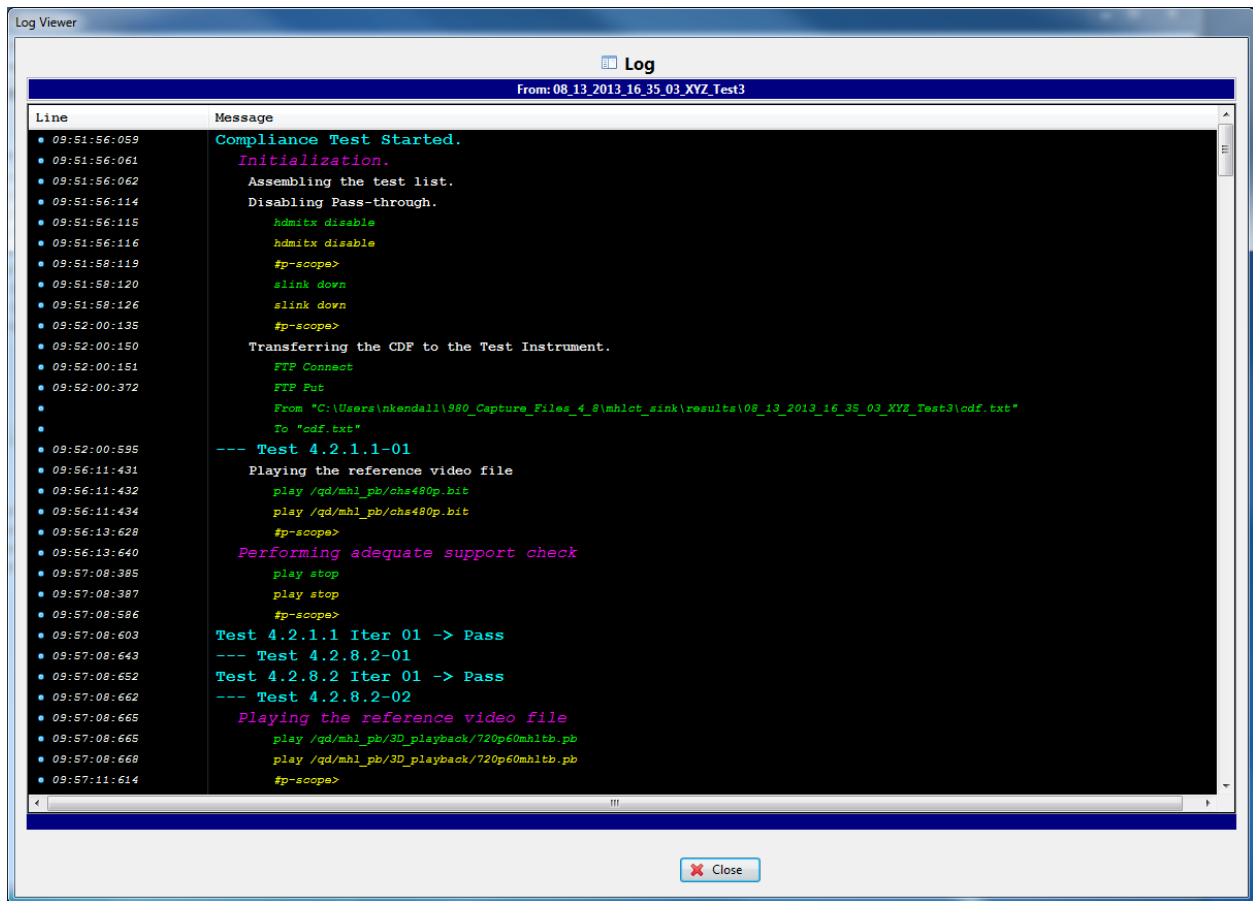 Log Viewer
Log
From: 08_13_2013_16_35_03_XYZ_Test3
Line Message
09:51:56:059 Compliance Test Started.
09:51:56:061 Initialization.
09:51:56:062 Assembling the test list.
09:51:56:114 Disabling Pass-through.
09:51:56:115 hdmitx disable
09:51:56:116 hdmitx disable
09:51:58:119 #p-scope>
09:51:58:120 slink down
09:51:58:126 slink down
09:52:00:135 #p-scope>
09:52:00:150 Transferring the CDF to the Test Instrument.
09:52:00:151 FTP Connect
09:52:00:372 FTP Put
From "C:\Users\nkendall\980_Capture_Files_4_8\mhlct_sink\results\08_13_2013_16_35_03_XYZ_Test3\cdf.txt"
To "cdf.txt"
09:52:00:595 --- Test 4.2.1.1-01
09:56:11:431 Playing the reference video file
09:56:11:432 play /qd/mhl_pb/chs480p.bit
09:56:11:434 play /qd/mhl_pb/chs480p.bit
09:56:13:628 #p-scope>
09:56:13:640 Performing adequate support check
09:57:08:385 play stop
09:57:08:387 play stop
09:57:08:586 #p-scope>
09:57:08:603 Test 4.2.1.1 Iter 01 -> Pass
09:57:08:643 --- Test 4.2.8.2-01
09:57:08:652 Test 4.2.8.2 Iter 01 -> Pass
09:57:08:662 --- Test 4.2.8.2-02
09:57:08:665 Playing the reference video file
09:57:08:665 play /qd/mhl_pb/3D_playback/720p60mhltb.pb
09:57:08:668 play /qd/mhl_pb/3D_playback/720p60mhltb.pb
09:57:11:614 #p-scope>
Close